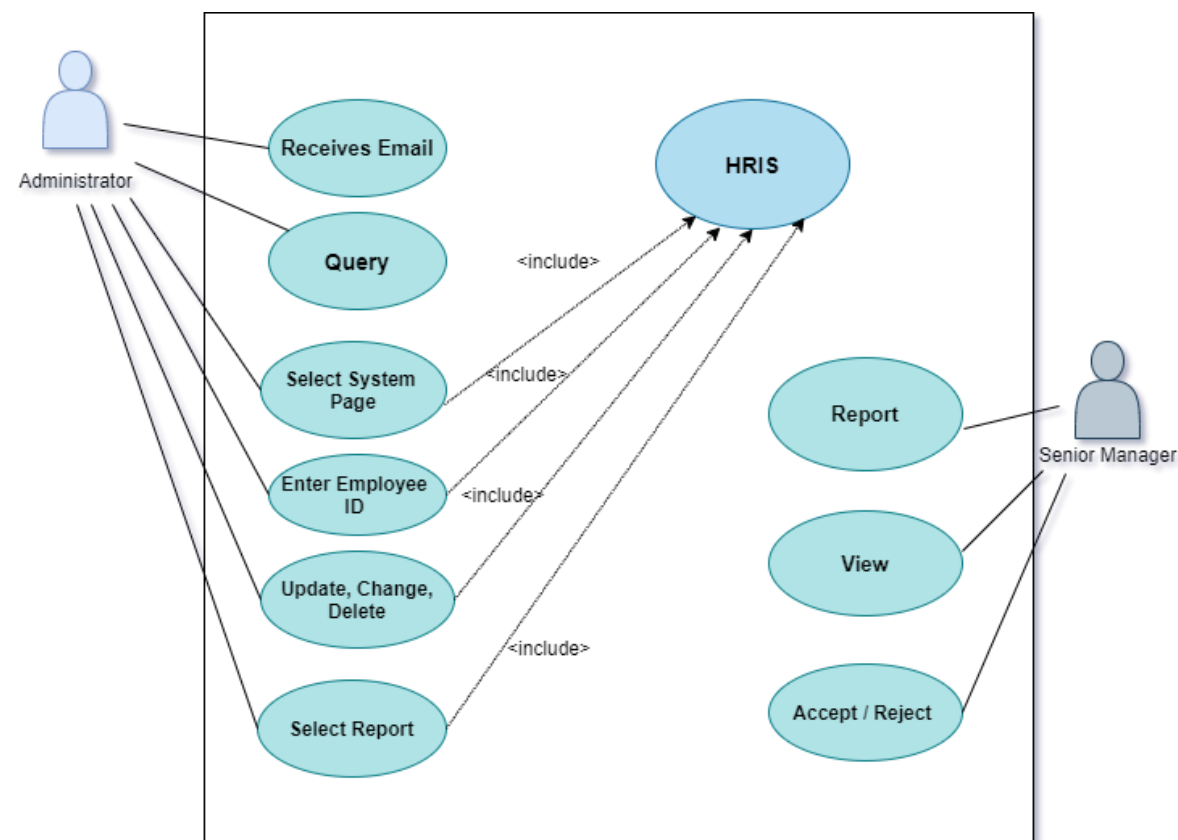 Administrator
Receives Email
Query
Select System
Page
Enter Employee
ID
Update, Change,
Delete
Select Report
<include>
<include>
<include>
<include>
HRIS
Report
View
Accept / Reject
Senior Manager